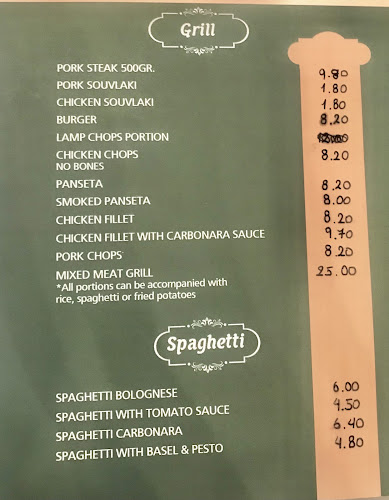 Grill
PORK STEAK 500GR. 9.80
PORK SOUVLAKI 1.80
CHICKEN SOUVLAKI 1.80
BURGER 8.20
LAMP CHOPS PORTION
CHICKEN CHOPS 8.20
NO BONES
PANSETA 8.20
SMOKED PANSETA 8.00
CHICKEN FILLET 8.20
CHICKEN FILLET WITH CARBONARA SAUCE 9.70
PORK CHOPS 8.20
MIXED MEAT GRILL 25.00
*All portions can be accompanied with
rice, spaghetti or fried potatoes
Spaghetti
SPAGHETTI BOLOGNESE 6.00
SPAGHETTI WITH TOMATO SAUCE 4.50
SPAGHETTI CARBONARA 6.40
SPAGHETTI WITH BASEL & PESTO 4.80